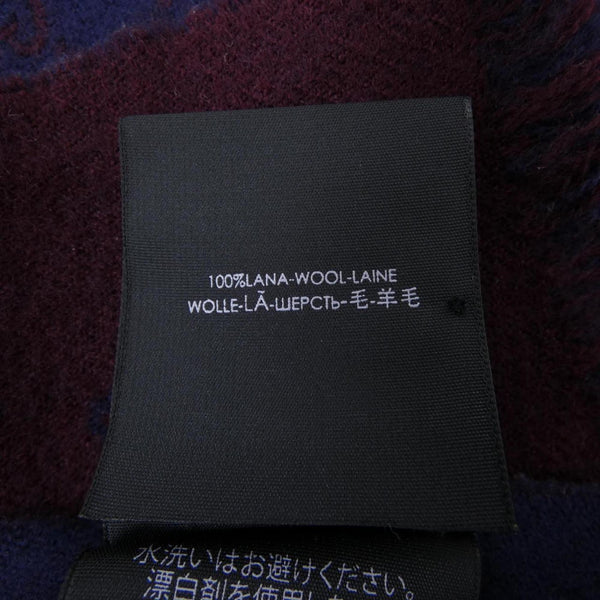 100%LANA-WOOL-LAINE
WOLLE-LÃ-ШЕРСТЬ-毛-羊毛
水洗いはお避けください。
漂白剤を使用しな